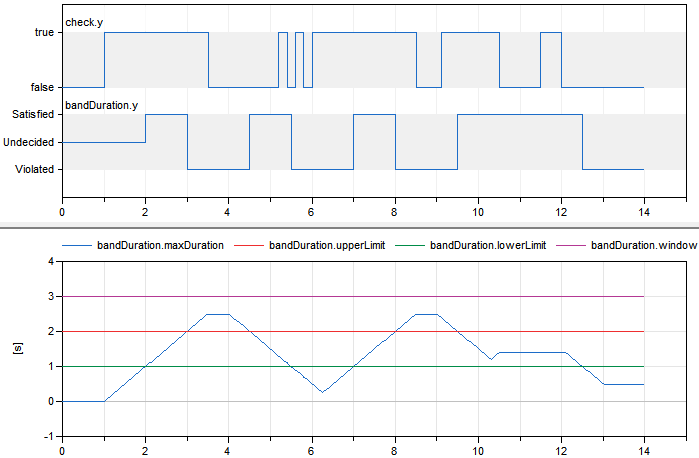 check.y
true
false
bandDuration.y
Satisfied
Undecided
Violated
0 2 4 6 8 10 12 14
bandDuration.maxDuration bandDuration.upperLimit bandDuration.lowerLimit bandDuration.window
4
3
2
[s]
1
0
-1
0 2 4 6 8 10 12 14